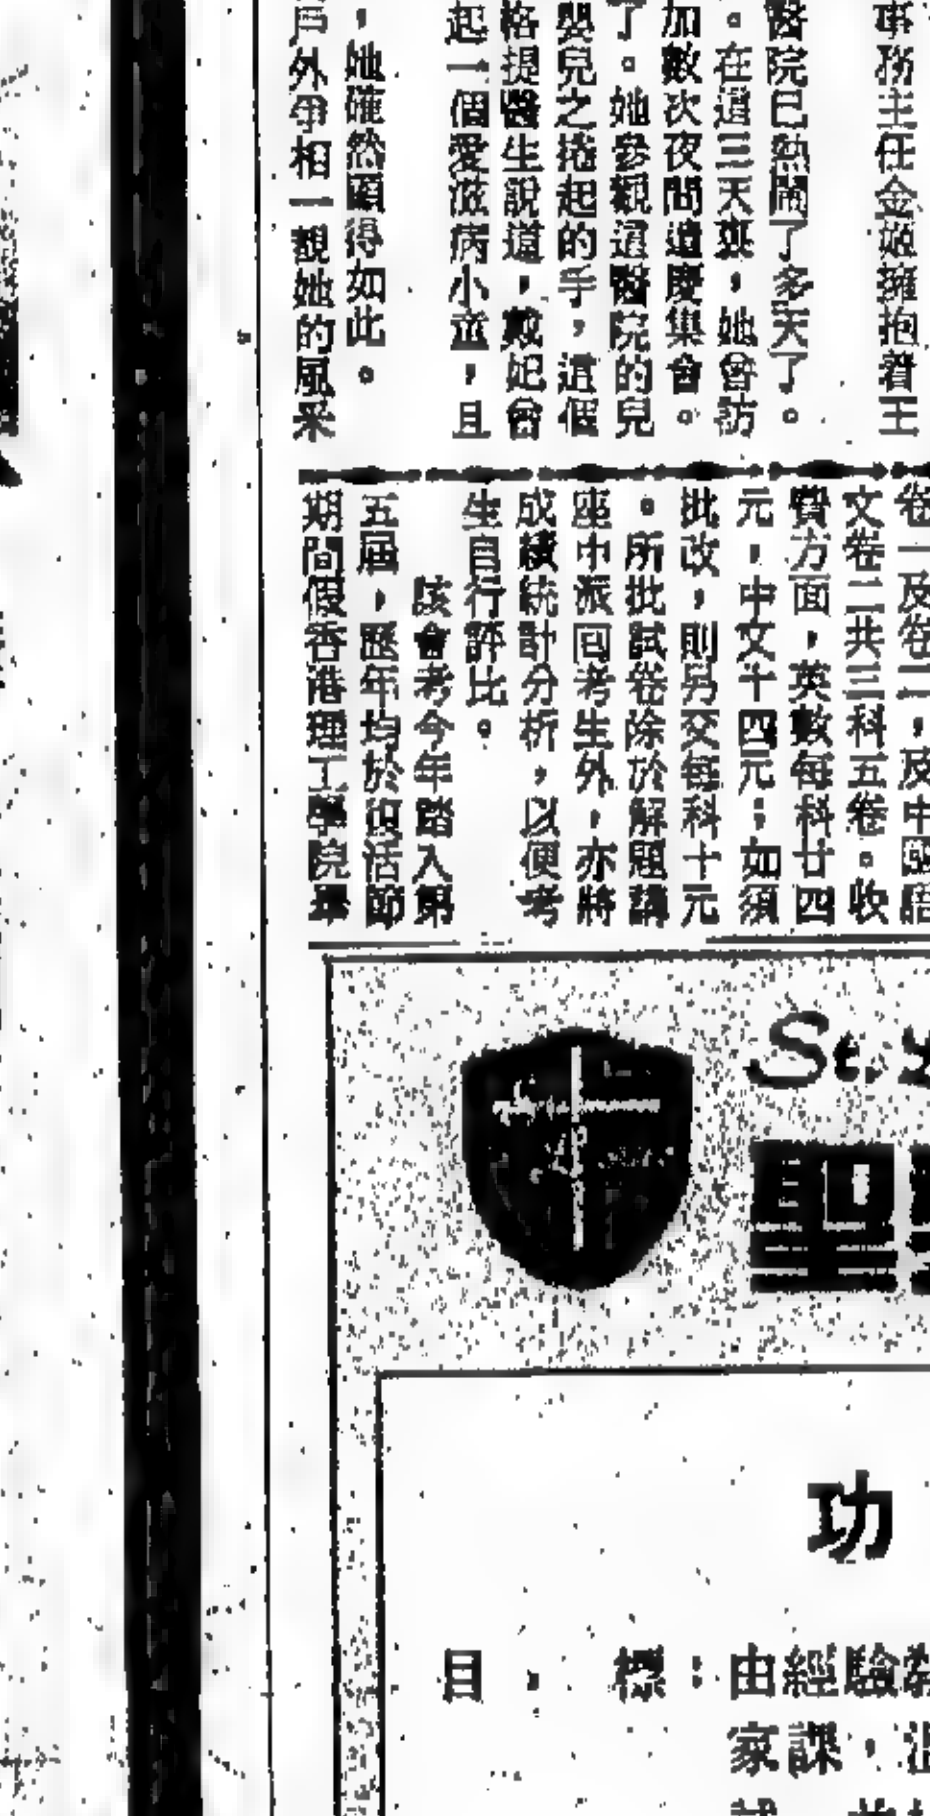 事務主任金姬擁抱着王
醫院已熱鬧了多天了。
。在這三天裏,她曾訪
加數次夜間遺慶集會。
了。她參觀這醫院的兒
嬰兒之捲起的手,這個
格提醫生說道,戴妃曾
起一個愛滋病小童,且
,她確然顯得如此。
戶外爭相一覩她的風采
卷一及卷二,及中國語
文卷二共三科五卷。收
費方面,英數每科廿四
元,中文十四元;如須
批改,則另交每科十元
。所批試卷除於解題講
座中派回考生外,亦將
成績統計分析,以便考
生自行評比。
該會考今年踏入第
五屆,歷年均於復活節
期間假香港理工學院舉
St.
聖
功
目 標:由經驗
家課,